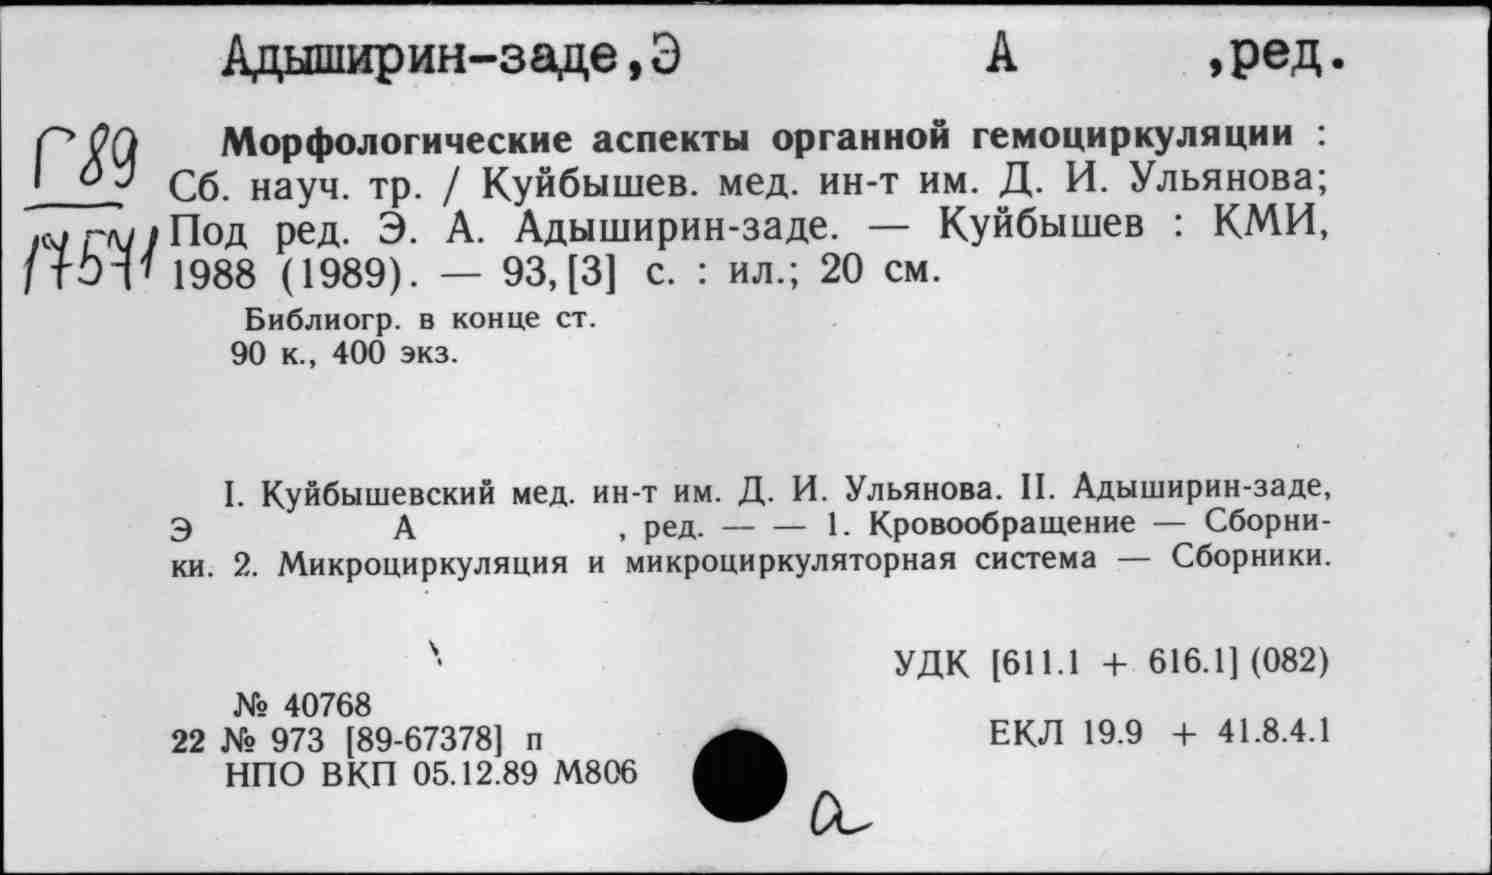 Адыширин-заде,Э А ,ред.
Г 89
Морфологические аспекты органной гемоциркуляции :
Сб. науч. тр. / Куйбышев. мед. ин-т им. Д. И. Ульянова;
Под ред. Э. А. Адыширин-заде. — Куйбышев : КМИ,
1988 (1989). — 93, [3] с. : ил.; 20 см.
Библиогр. в конце ст.
90 к., 400 экз.
I. Куйбышевский мед. ин-т им. Д. И. Ульянова. II. Адыширин-заде,
Э А , ред. — — 1. Кровообращение — Сборни-
ки. 2. Микроциркуляция и микроциркуляторная система — Сборники.
УДК [611.1 + 616.1] (082)
№ 40768
22 № 973 [89-67378] п
ЕКЛ 19.9 + 41.8.4.1
НПО ВКП 05.12.89 М806
а